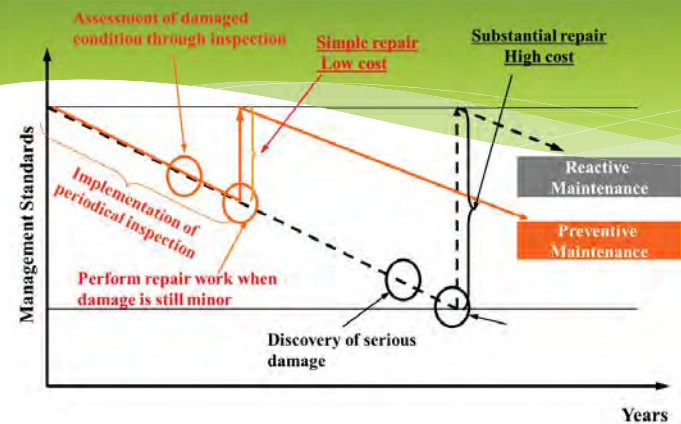 Assessment of damaged
condition through inspection
Simple repair
Low cost
Substantial repair
High cost
Management Standards
Implementation of
periodical inspection
Reactive
Maintenance
Preventive
Maintenance
Perform repair work when
damage is still minor
Discovery of serious
damage
Years